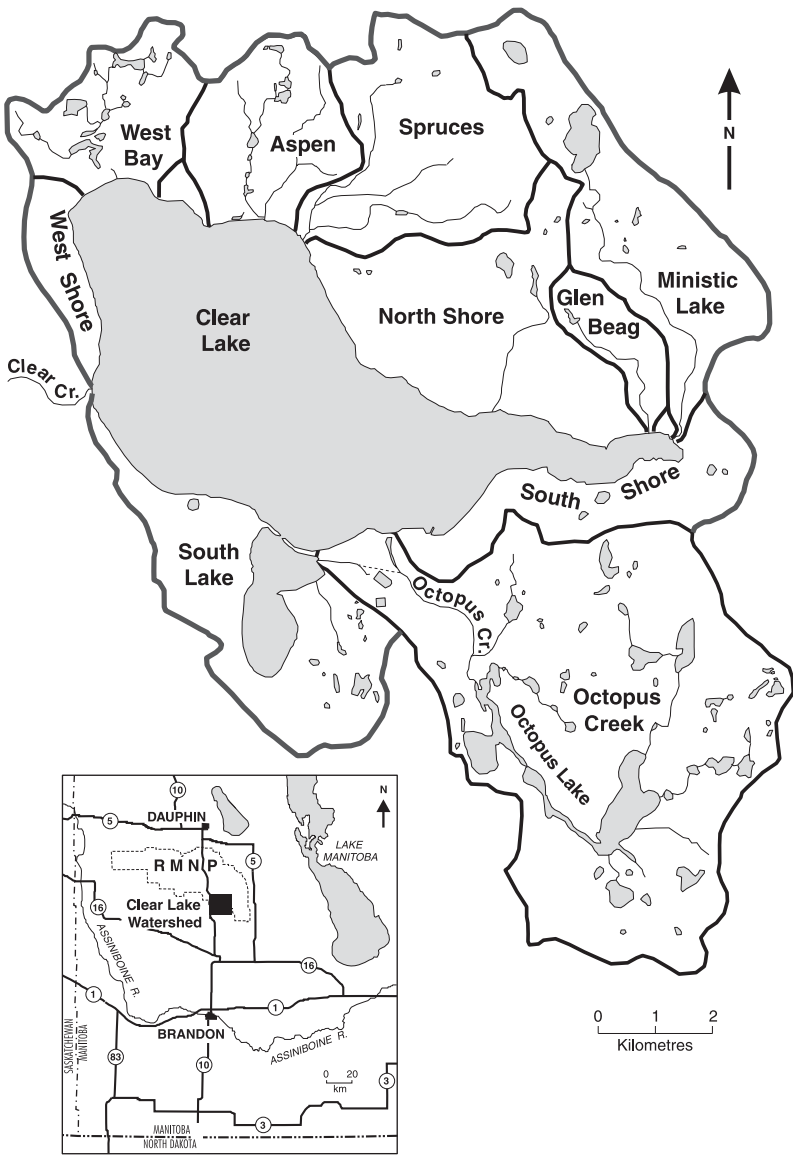 West
Bay
Aspen
Spruces
N
West Shore
Clear
Lake
North Shore
Glen
Beag
Ministic
Lake
Clear Cr.
South Shore
South
Lake
Octopus Cr.
Octopus
Creek
Octopus Lake
10
N
DAUPHIN
5
LAKE
MANITOBA
R M N P
5
Clear Lake
Watershed
16
ASSINIBOINE R.
16
1
1
BRANDON
ASSINIBOINE R.
SASKATCHEWAN
MANITOBA
83
10
0 20
km
3
3
MANITOBA
NORTH DAKOTA
0 1 2
Kilometres